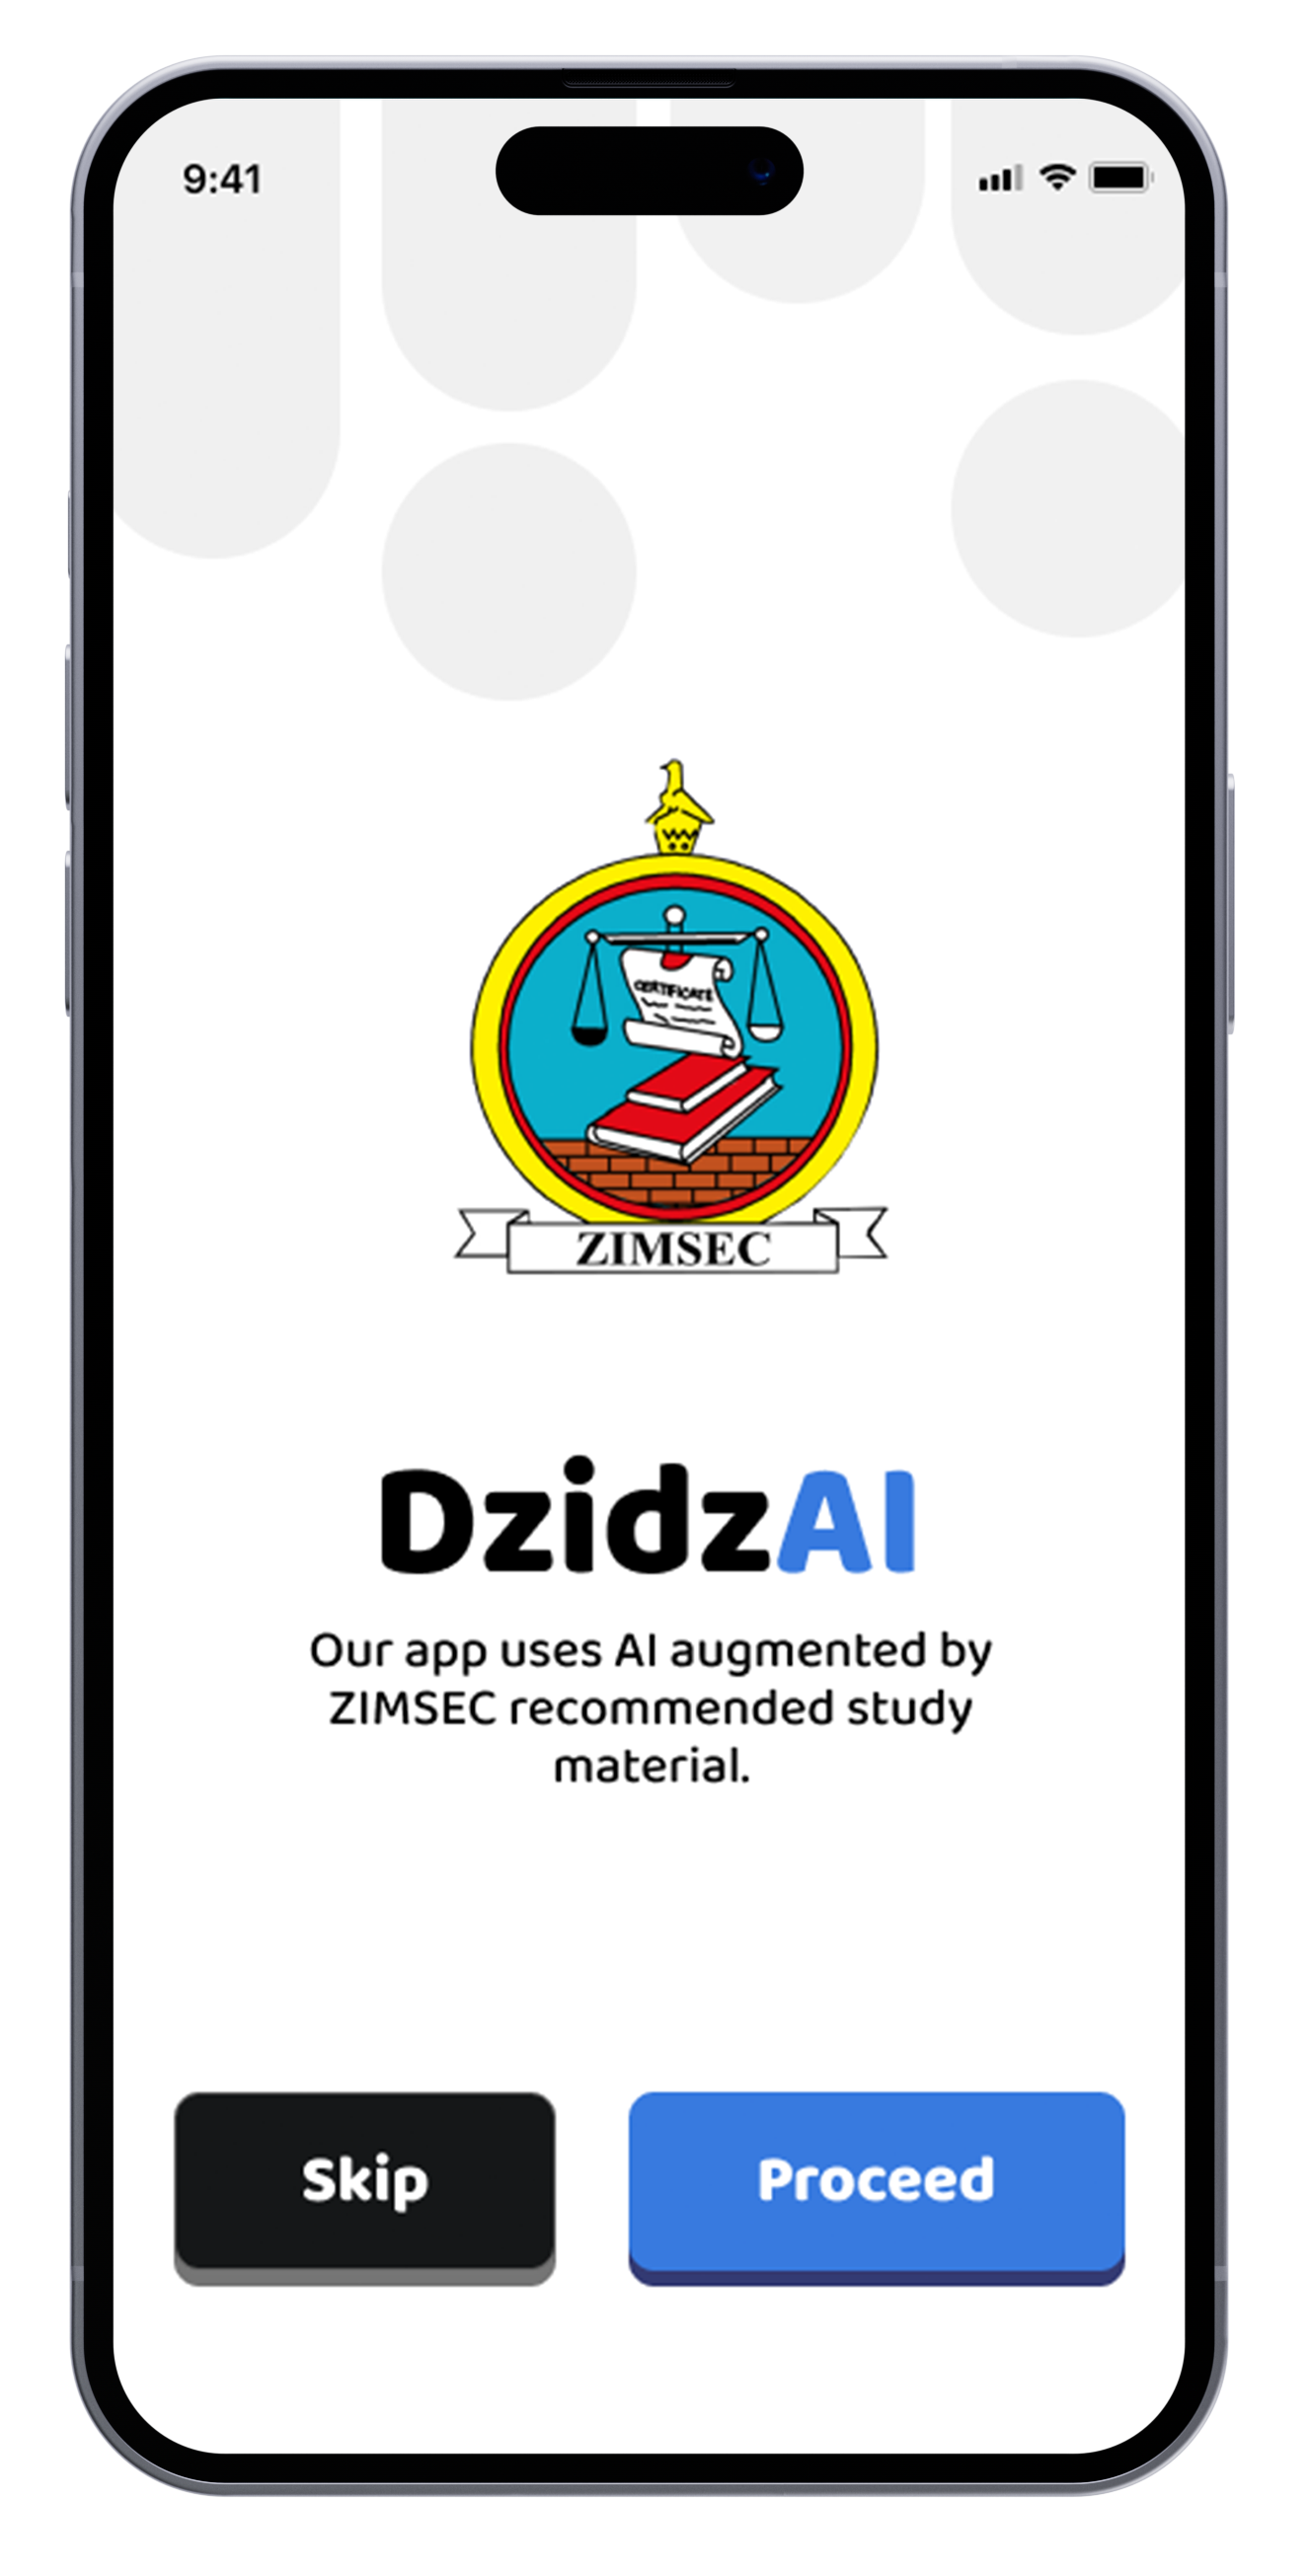 9:41
CERTIFICATE
ZIMSEC
DzidzAI
Our app uses AI augmented by
ZIMSEC recommended study
material.
Skip
Proceed